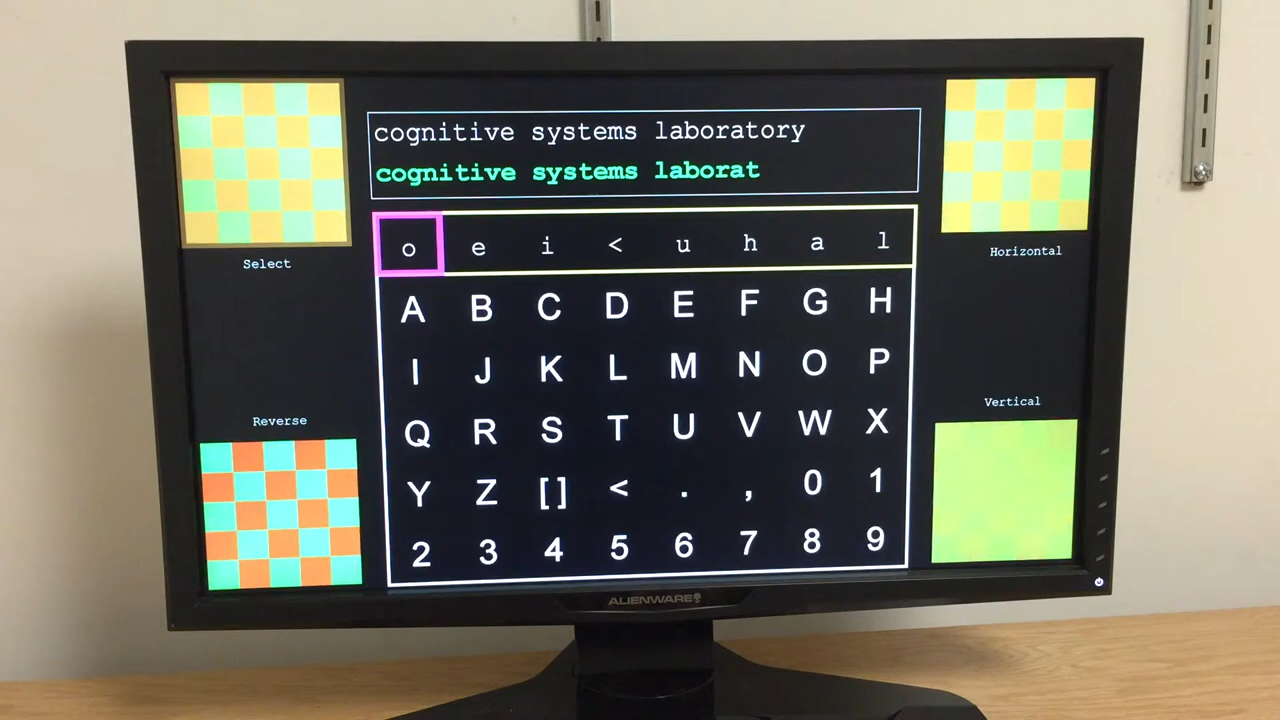 cognitive systems laboratory
cognitive systems laborat
o e i < u h a l
Select
Horizontal
A B C D E F G H
I J K L M N O P
Reverse
Vertical
Q R S T U V W X
Y Z [] < . , 0 1
2 3 4 5 6 7 8 9
ALIENWARE